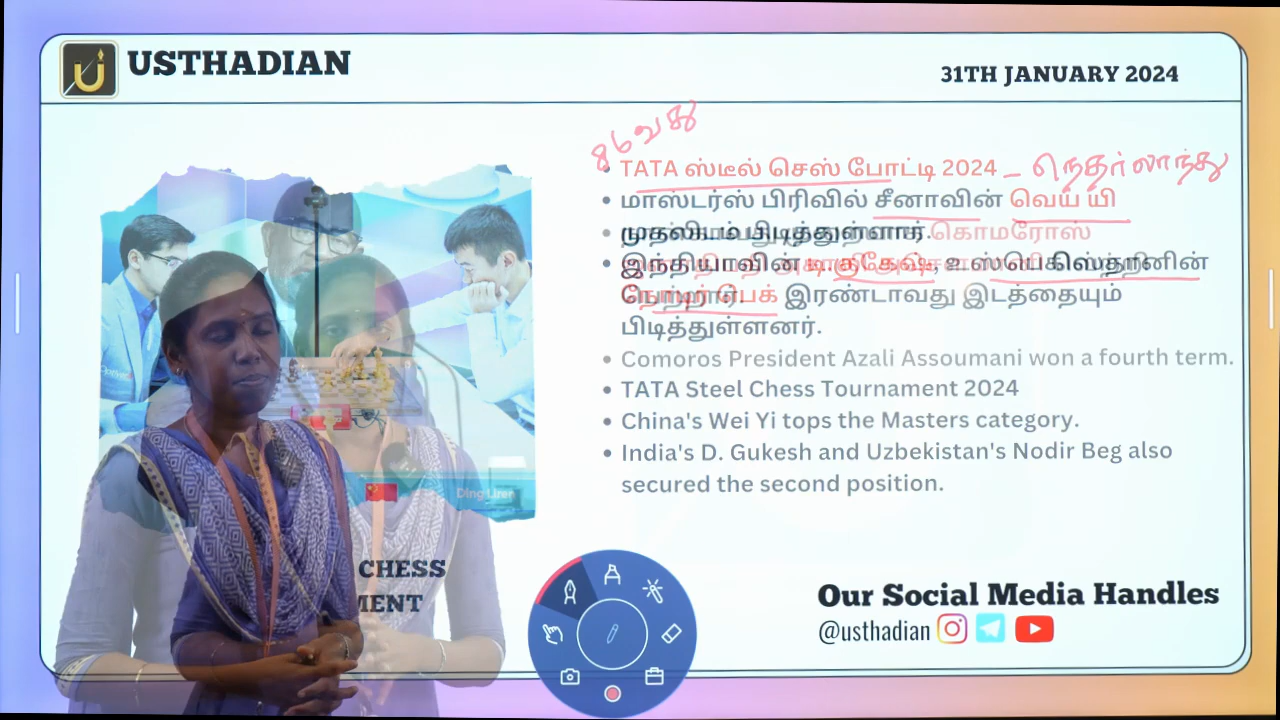 USTHADIAN
31TH JANUARY 2024
86வது
• TATA ஸ்டீல் செஸ் போட்டி 2024 – நெதர்லாந்து
• மாஸ்டர்ஸ் பிரிவில் சீனாவின் வெய் யி
முதலிடம் பிடித்துள்ளார். கொமரோஸ்
• இந்தியாவின் டி குகேஷ், உஸ்பெகிஸ்தானின்
நோடிர்பெக் இரண்டாவது இடத்தையும்
பிடித்துள்ளனர்.
• Comoros President Azali Assoumani won a fourth term.
• TATA Steel Chess Tournament 2024
• China's Wei Yi tops the Masters category.
• India's D. Gukesh and Uzbekistan's Nodir Beg also
secured the second position.
Ding Liren
CHESS
MENT
Our Social Media Handles
@usthadian